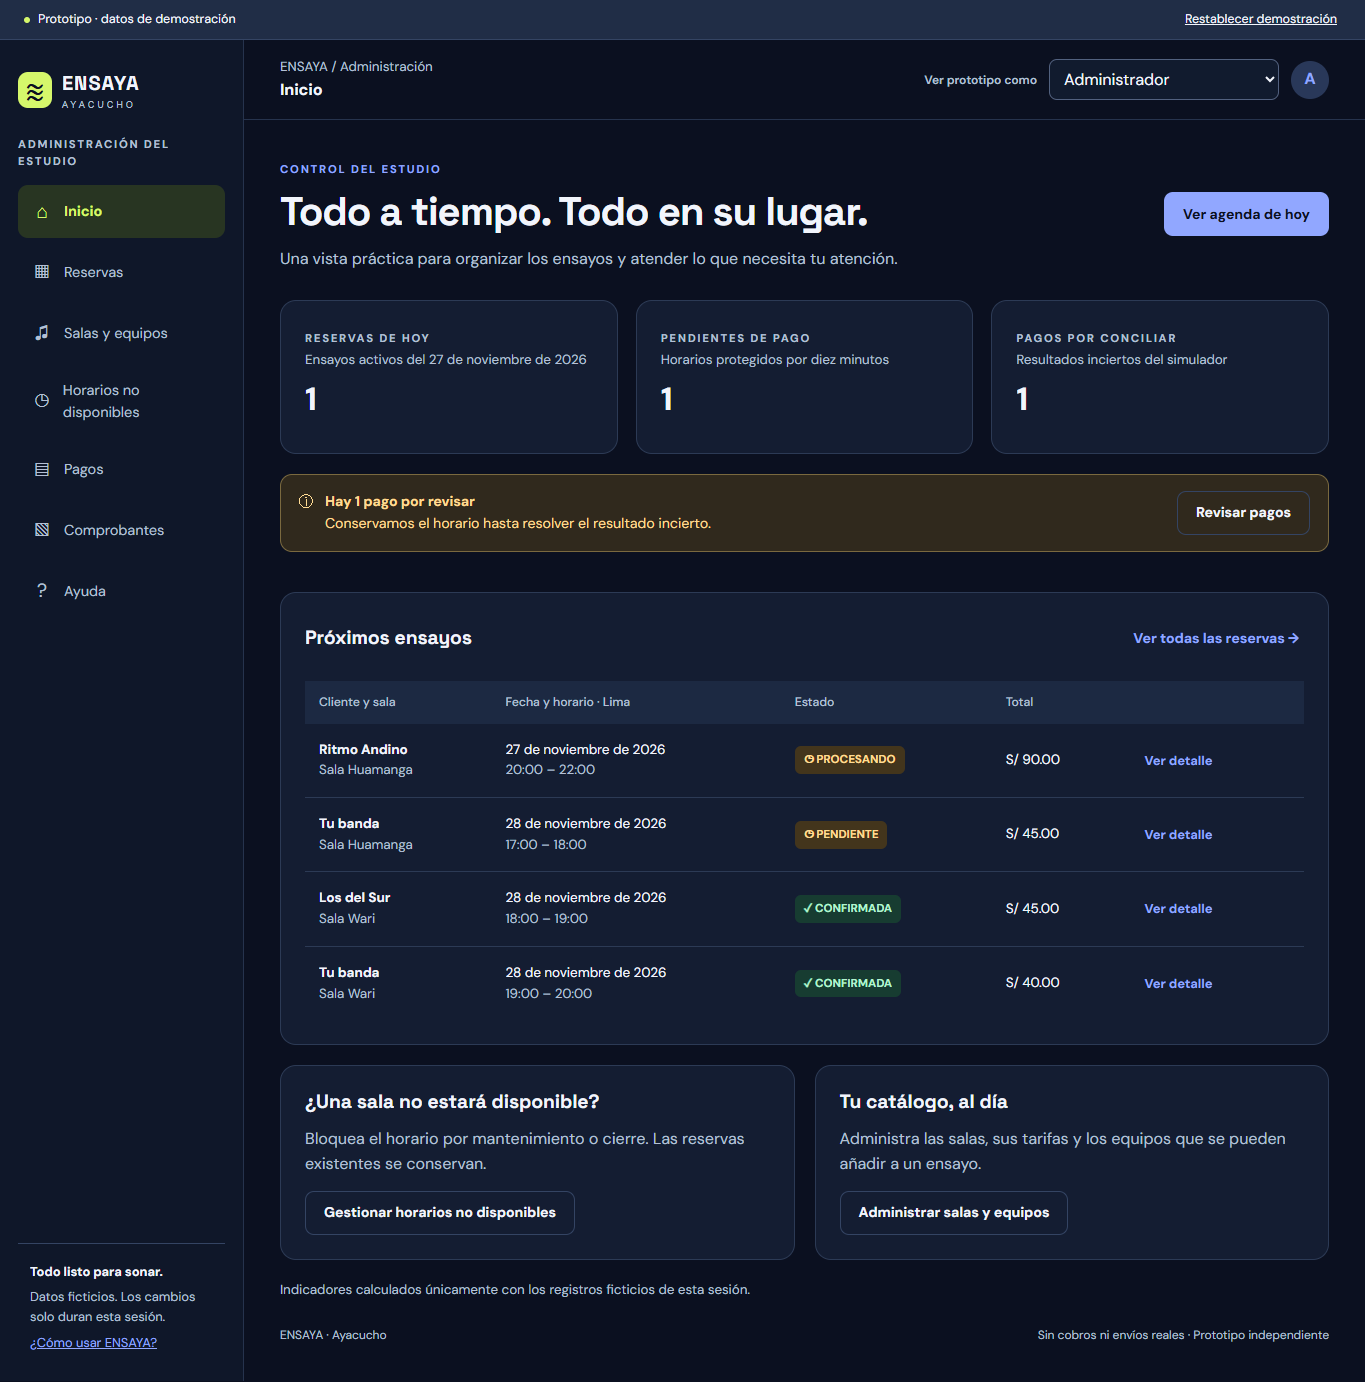 Prototipo · datos de demostración
Restablecer demostración
ENSAYA
AYACUCHO
ADMINISTRACIÓN DEL
ESTUDIO
Inicio
Reservas
Salas y equipos
Horarios no
disponibles
Pagos
Comprobantes
? Ayuda
Todo listo para sonar.
Datos ficticios. Los cambios
solo duran esta sesión.
¿Cómo usar ENSAYA?
ENSAYA / Administración
Inicio
Ver prototipo como
Administrador
A
CONTROL DEL ESTUDIO
Todo a tiempo. Todo en su lugar.
Una vista práctica para organizar los ensayos y atender lo que necesita tu atención.
Ver agenda de hoy
RESERVAS DE HOY
Ensayos activos del 27 de noviembre de 2026
1
PENDIENTES DE PAGO
Horarios protegidos por diez minutos
1
PAGOS POR CONCILIAR
Resultados inciertos del simulador
1
Hay 1 pago por revisar
Conservamos el horario hasta resolver el resultado incierto.
Revisar pagos
Próximos ensayos
Ver todas las reservas →
Cliente y sala Fecha y horario · Lima Estado Total
Ritmo Andino 27 de noviembre de 2026 PROCESANDO S/ 90.00 Ver detalle
Sala Huamanga 20:00 – 22:00
Tu banda 28 de noviembre de 2026 PENDIENTE S/ 45.00 Ver detalle
Sala Huamanga 17:00 – 18:00
Los del Sur 28 de noviembre de 2026 ✓ CONFIRMADA S/ 45.00 Ver detalle
Sala Wari 18:00 – 19:00
Tu banda 28 de noviembre de 2026 ✓ CONFIRMADA S/ 40.00 Ver detalle
Sala Wari 19:00 – 20:00
¿Una sala no estará disponible?
Bloquea el horario por mantenimiento o cierre. Las reservas
existentes se conservan.
Gestionar horarios no disponibles
Tu catálogo, al día
Administra las salas, sus tarifas y los equipos que se pueden
añadir a un ensayo.
Administrar salas y equipos
Indicadores calculados únicamente con los registros ficticios de esta sesión.
ENSAYA · Ayacucho
Sin cobros ni envíos reales · Prototipo independiente